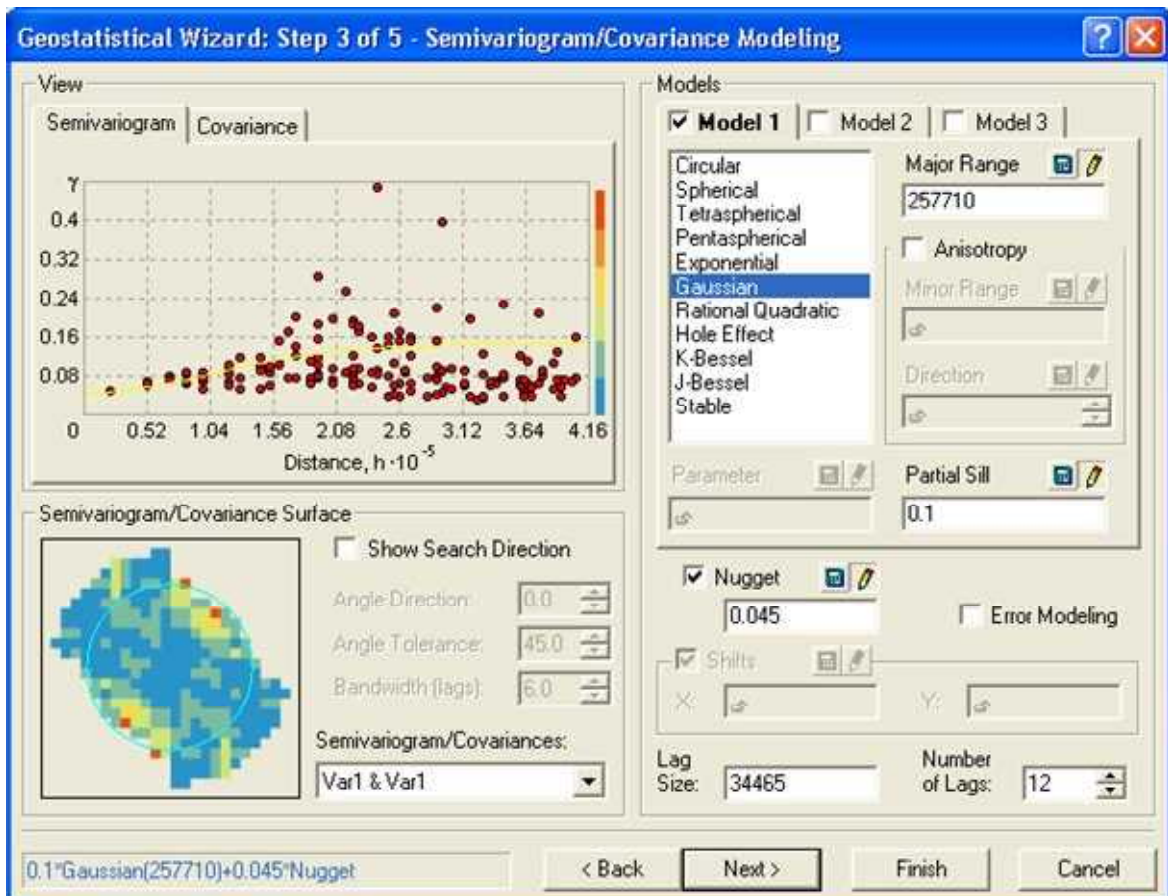 Geostatistical Wizard: Step 3 of 5 - Semivariogram/Covariance Modeling
View
Semivariogram
Covariance
γ
0.4
0.32
0.24
0.16
0.08
0 0.52 1.04 1.56 2.08 2.6 3.12 3.64 4.16
Distance, h·10 -5
Semivariogram/Covariance Surface
Show Search Direction
Angle Direction: 0.0
Angle Tolerance: 45.0
Bandwidth (lags): 6.0
Semivariogram/Covariances:
Var1 & Var1
Models
Model 1 Model 2 Model 3
Circular
Spherical
Tetraspherical
Pentaspherical
Exponential
Gaussian
Rational Quadratic
Hole Effect
K-Bessel
J-Bessel
Stable
Major Range
257710
Anisotropy
Minor Range
Direction
Parameter
Partial Sill
0.1
Nugget
0.045
Error Modeling
Shifts
X: Y:
Lag Size: 34465
Number of Lags: 12
0.1*Gaussian(257710)+0.045*Nugget
< Back Next > Finish Cancel